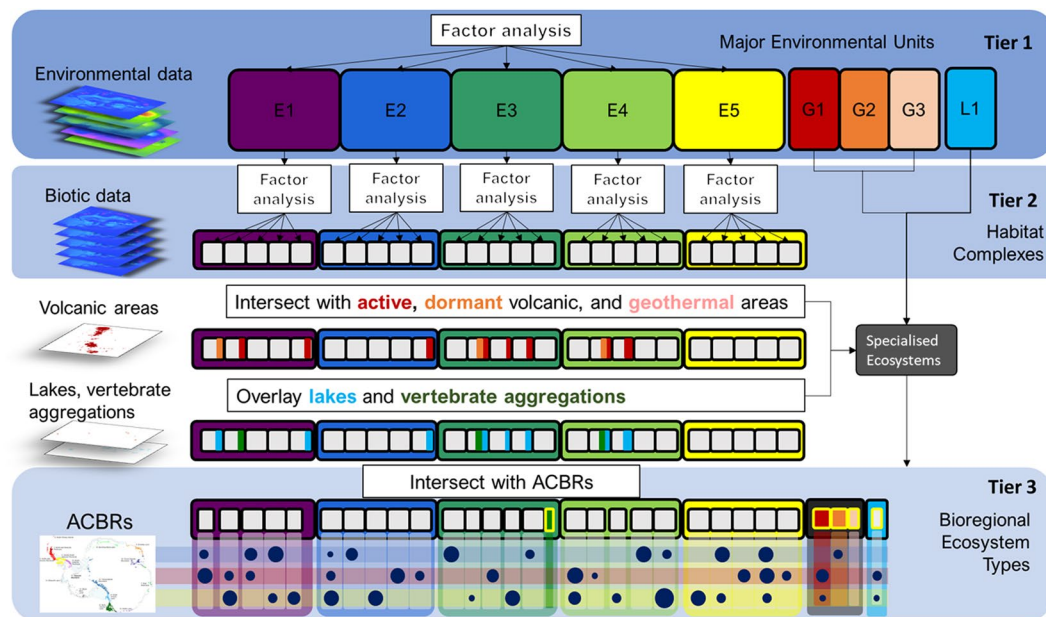 Factor analysis
Major Environmental Units
Tier 1
Environmental data
E1
E2
E3
E4
E5
G1
G2
G3
L1
Biotic data
Factor
analysis
Factor
analysis
Factor
analysis
Factor
analysis
Factor
analysis
Tier 2
Habitat
Complexes
Volcanic areas
Intersect with active, dormant volcanic, and geothermal areas
Specialised
Ecosystems
Lakes, vertebrate
aggregations
Overlay lakes and vertebrate aggregations
Intersect with ACBRs
Tier 3
ACBRs
Bioregional
Ecosystem
Types